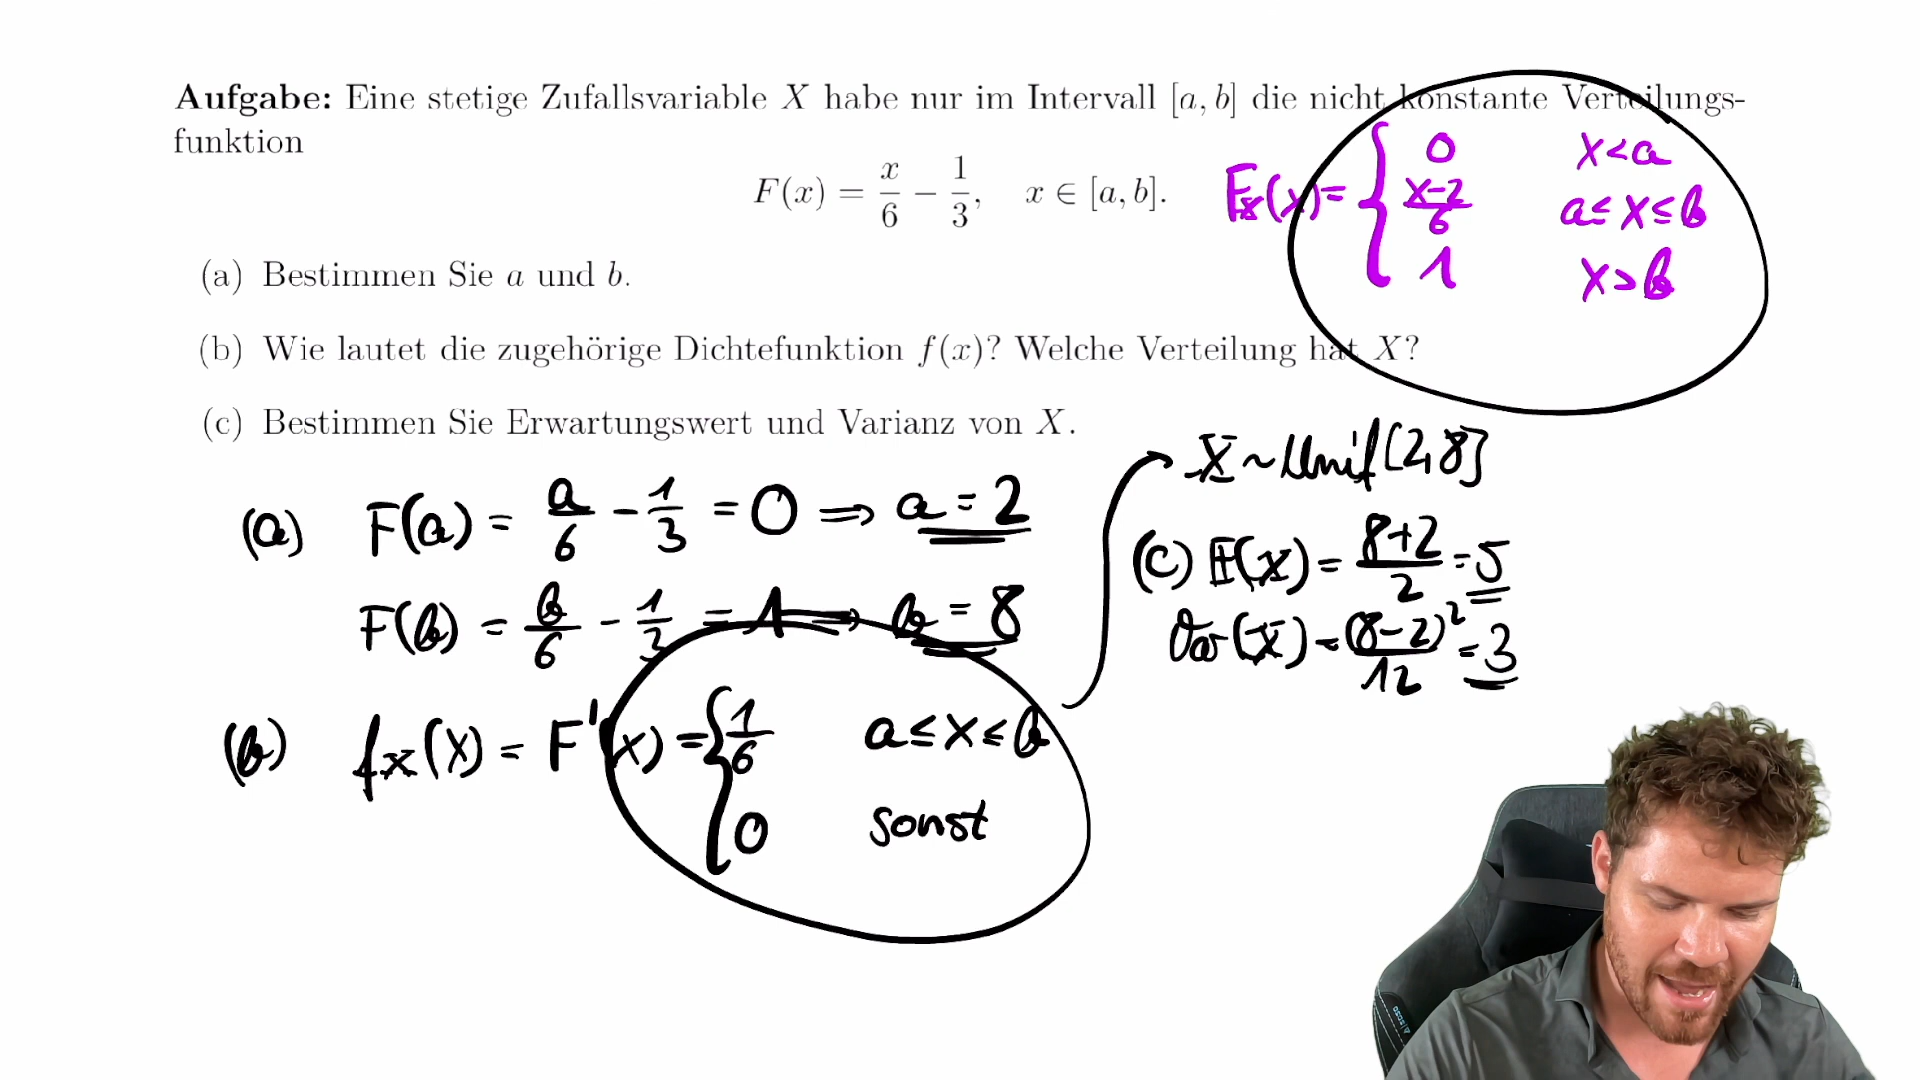 Aufgabe: Eine stetige Zufallsvariable X habe nur im Intervall [a, b] die nicht konstante Verteilungs-
funktion
F(x) = x/6 − 1/3, x ∈ [a, b].
F_X(x) = { 0 x<a
(x-2)/6 a≤x≤b
1 x>b
(a) Bestimmen Sie a und b.
(b) Wie lautet die zugehörige Dichtefunktion f(x)? Welche Verteilung hat X?
(c) Bestimmen Sie Erwartungswert und Varianz von X.
(a) F(a) = a/6 - 1/3 = 0 ⇒ a = 2
F(b) = b/6 - 1/3 = 1 ⇒ b = 8
(b) f_X(x) = F'(x) = { 1/6 a≤x≤b
0 sonst
X ~ Unif[2,8]
(c) E(X) = (8+2)/2 = 5
Var(X) = (8-2)²/12 = 3